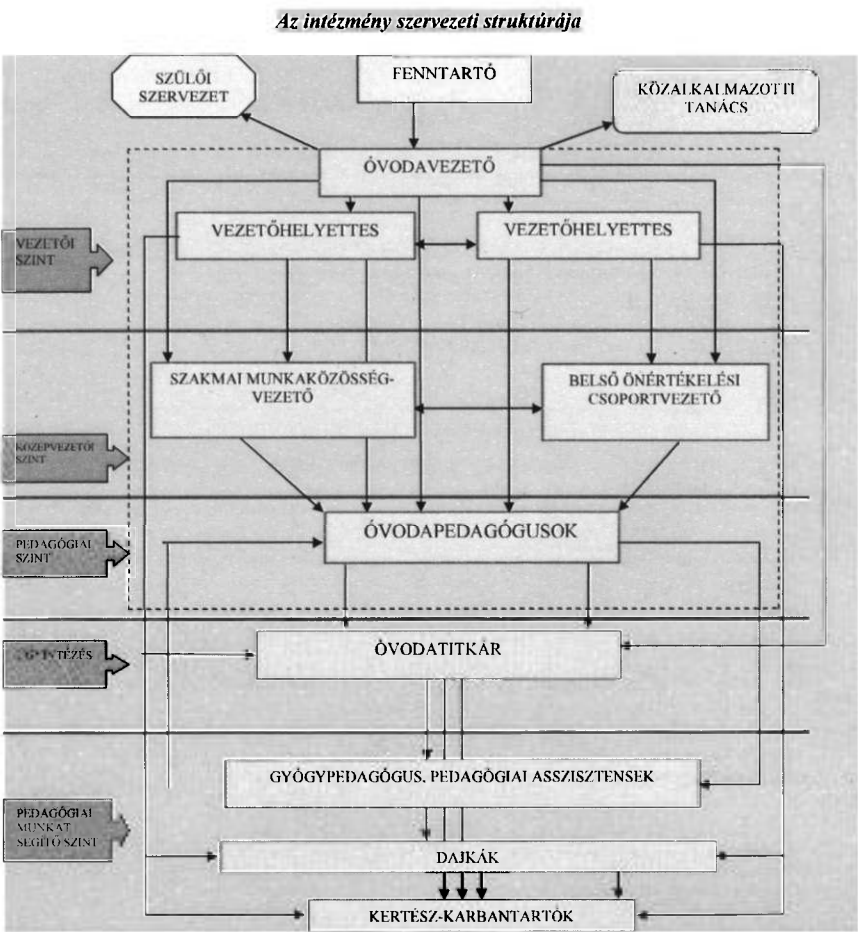 Az intézmény szervezeti struktúrája
SZÜLŐI
SZERVEZET
FENNTARTÓ
KÖZALKALMAZOTTI
TANÁCS
ÓVODAVEZETŐ
VEZETŐI
SZINT
VEZETŐHELYETTES
VEZETŐHELYETTES
SZAKMAI MUNKAKÖZÖSSÉG-
VEZETŐ
BELSŐ ÖNÉRTÉKELÉSI
CSOPORTVEZETŐ
KÖZÉPVEZETŐI
SZINT
PEDAGÓGIAI
SZINT
ÓVODAPEDAGÓGUSOK
ÜGYINTÉZÉS
ÓVODATITKÁR
GYÓGYPEDAGÓGUS, PEDAGÓGIAI ASSZISZTENSEK
PEDAGÓGIAI
MUNKÁT
SEGÍTŐ SZINT
DAJKÁK
KERTÉSZ-KARBANTARTÓK